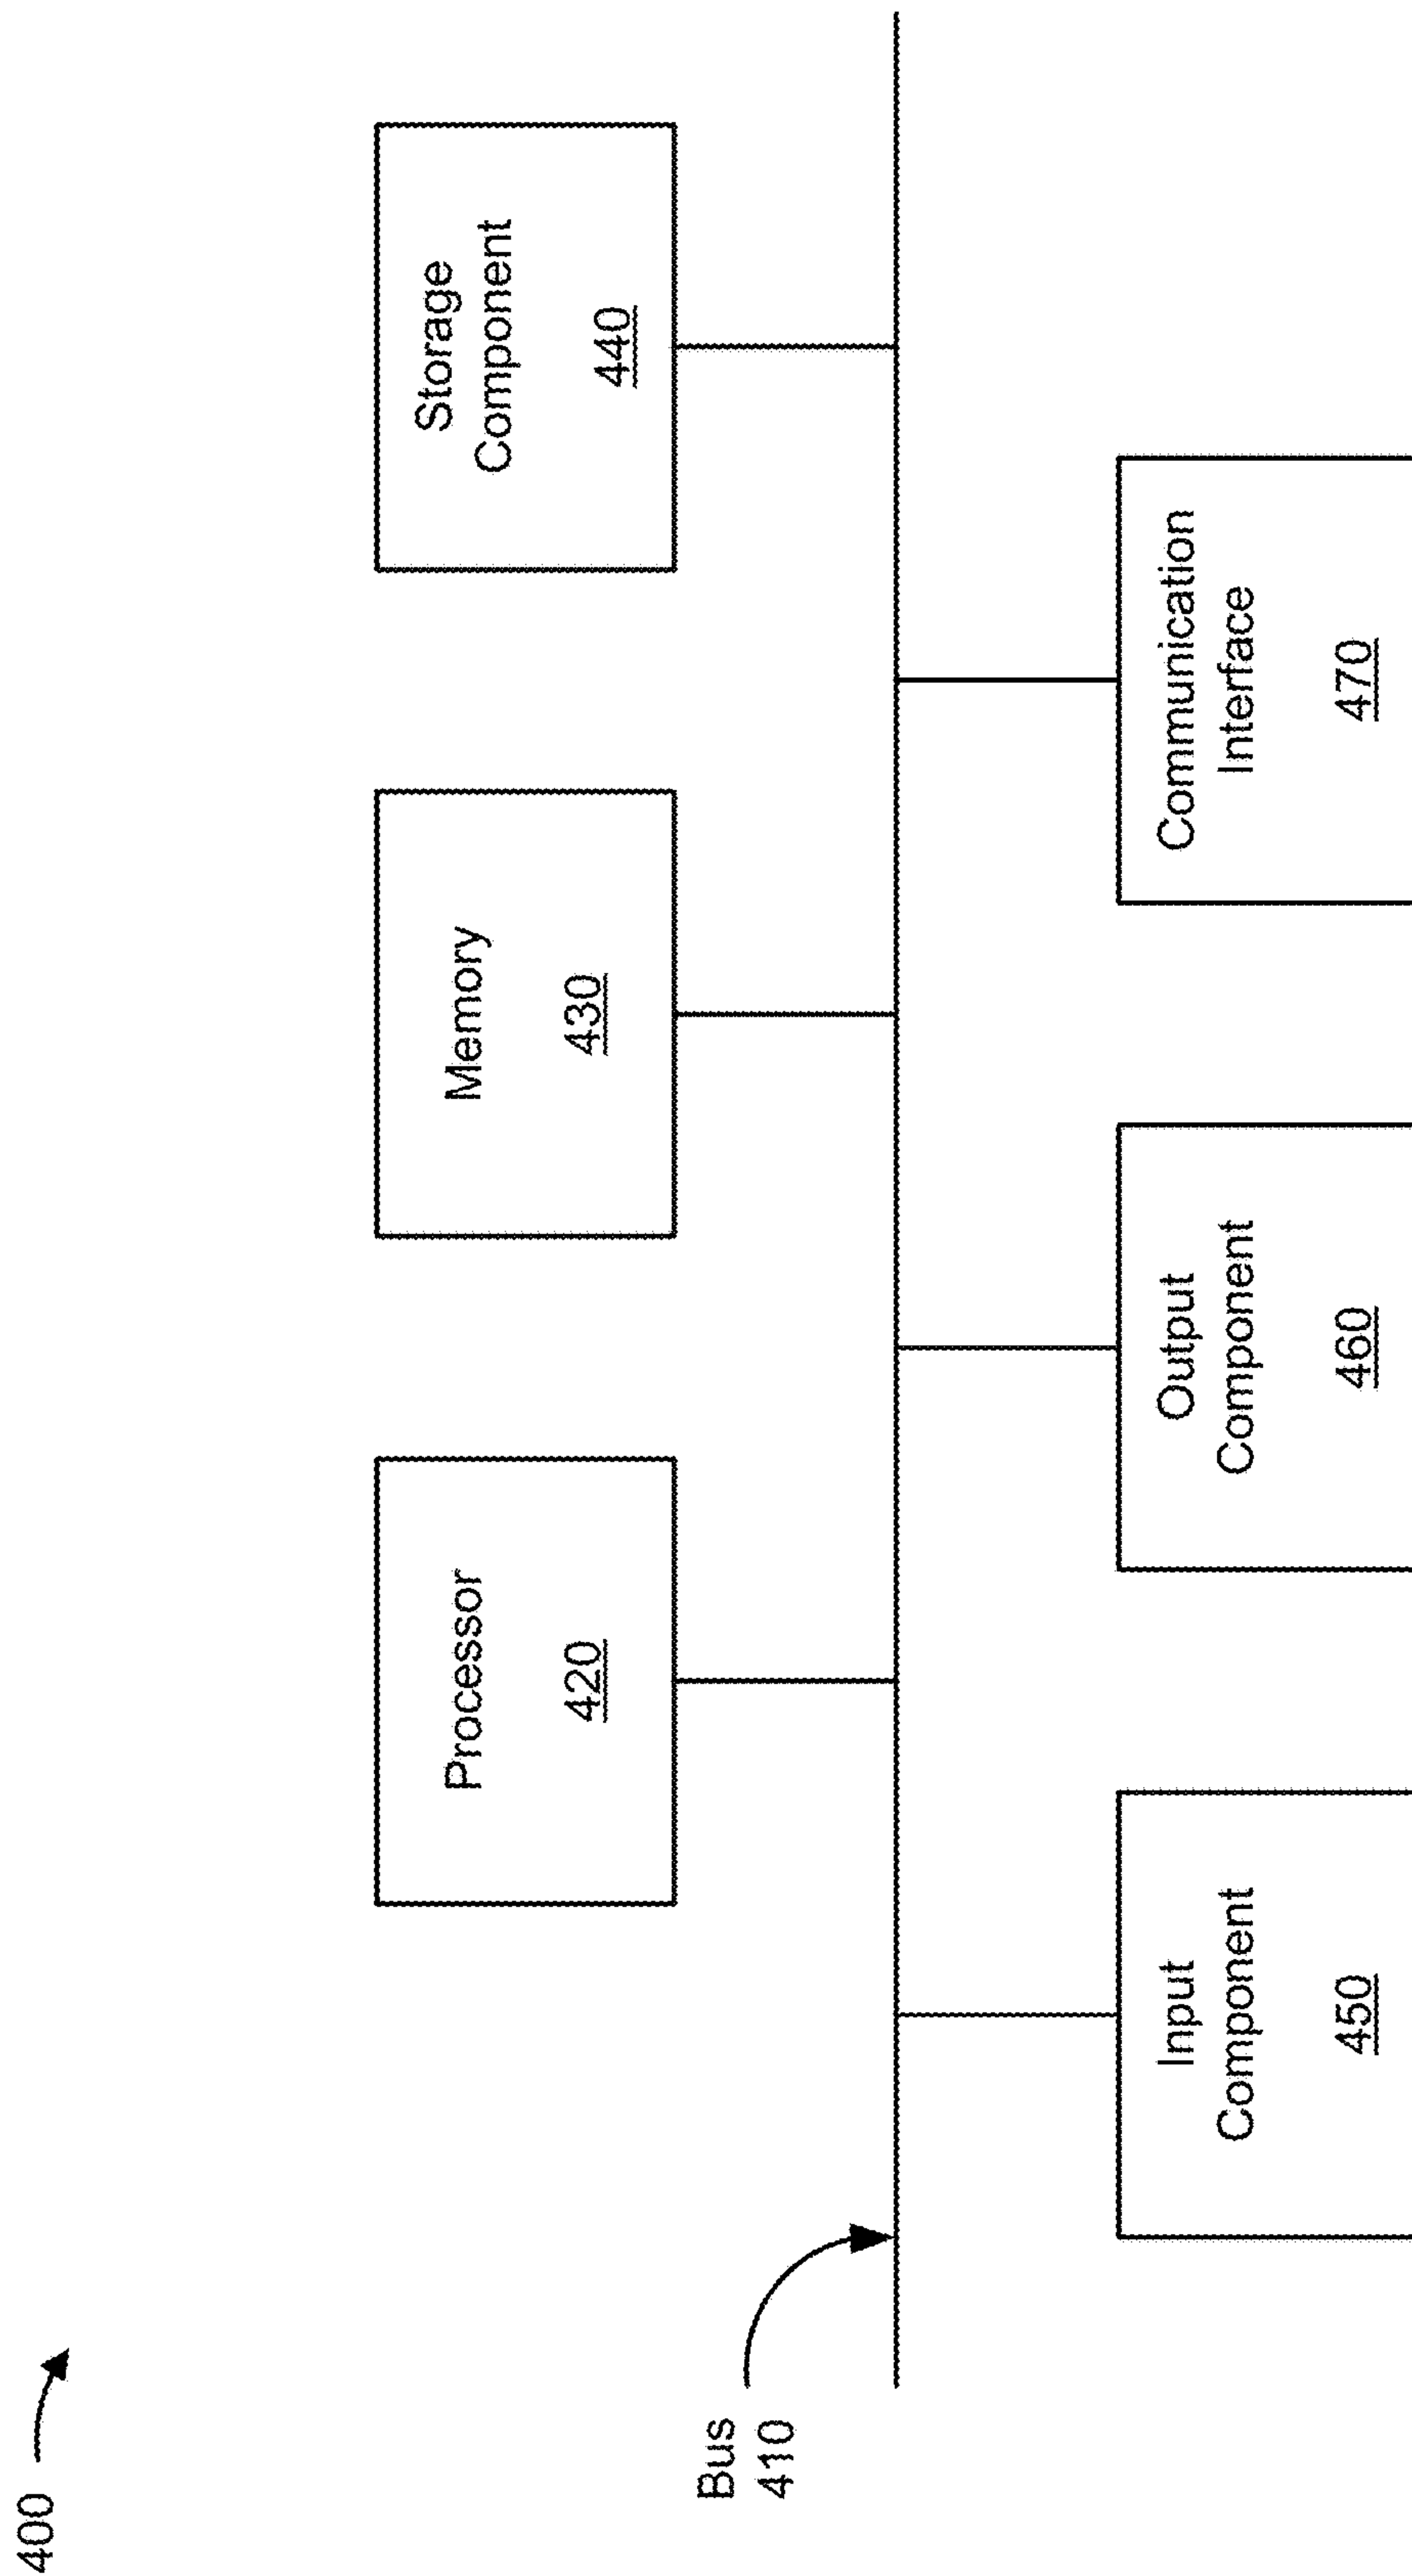 400
Processor
420
Memory
430
Storage
Component
440
Bus
410
Input
Component
450
Output
Component
460
Communication
Interface
470